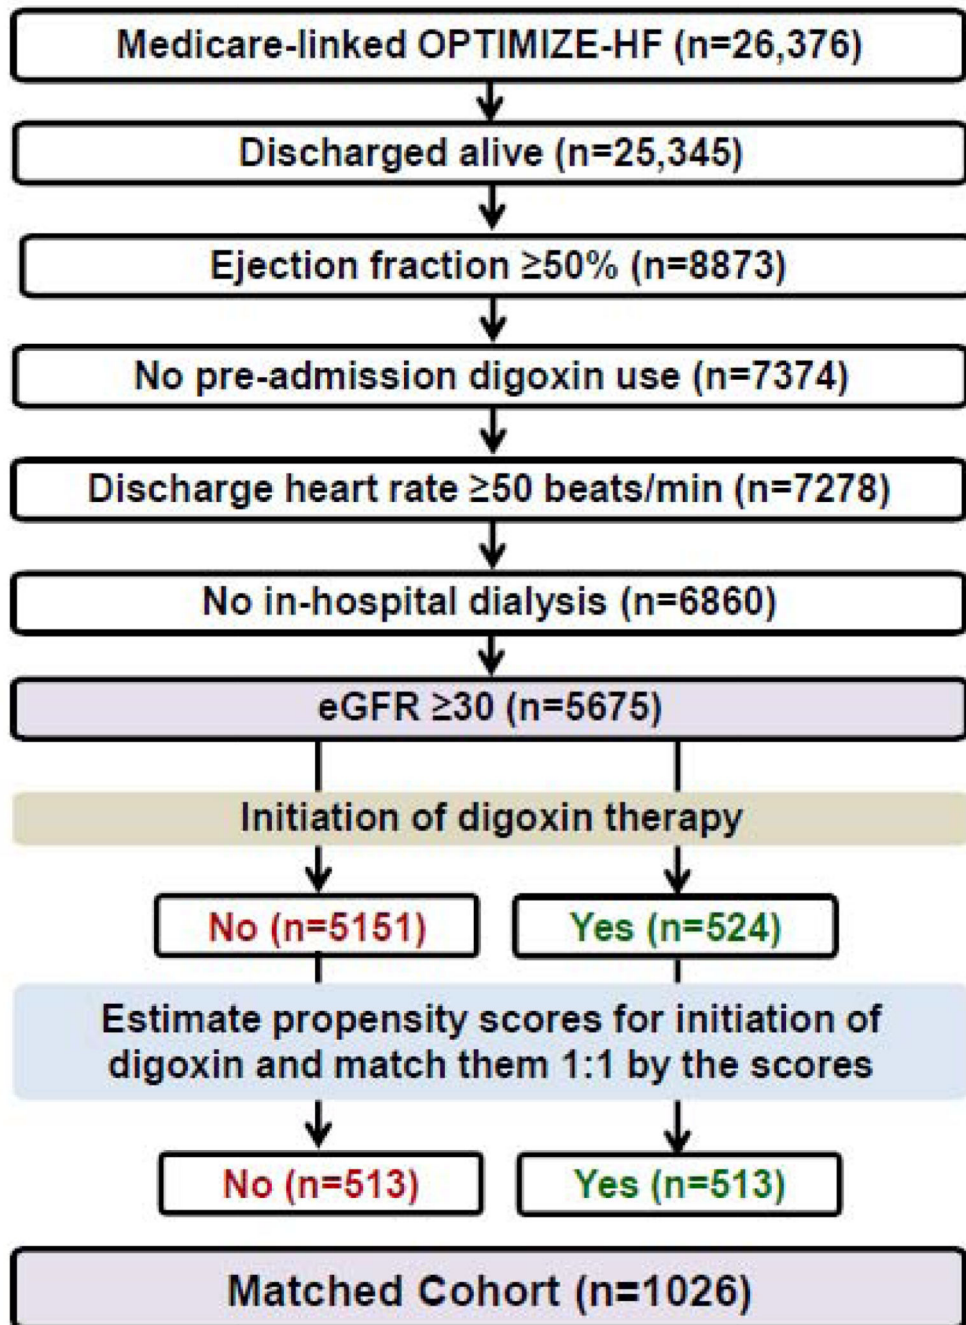 Medicare-linked OPTIMIZE-HF (n=26,376)
Discharged alive (n=25,345)
Ejection fraction ≥50% (n=8873)
No pre-admission digoxin use (n=7374)
Discharge heart rate ≥50 beats/min (n=7278)
No in-hospital dialysis (n=6860)
eGFR ≥30 (n=5675)
Initiation of digoxin therapy
No (n=5151)
Yes (n=524)
Estimate propensity scores for initiation of
digoxin and match them 1:1 by the scores
No (n=513)
Yes (n=513)
Matched Cohort (n=1026)